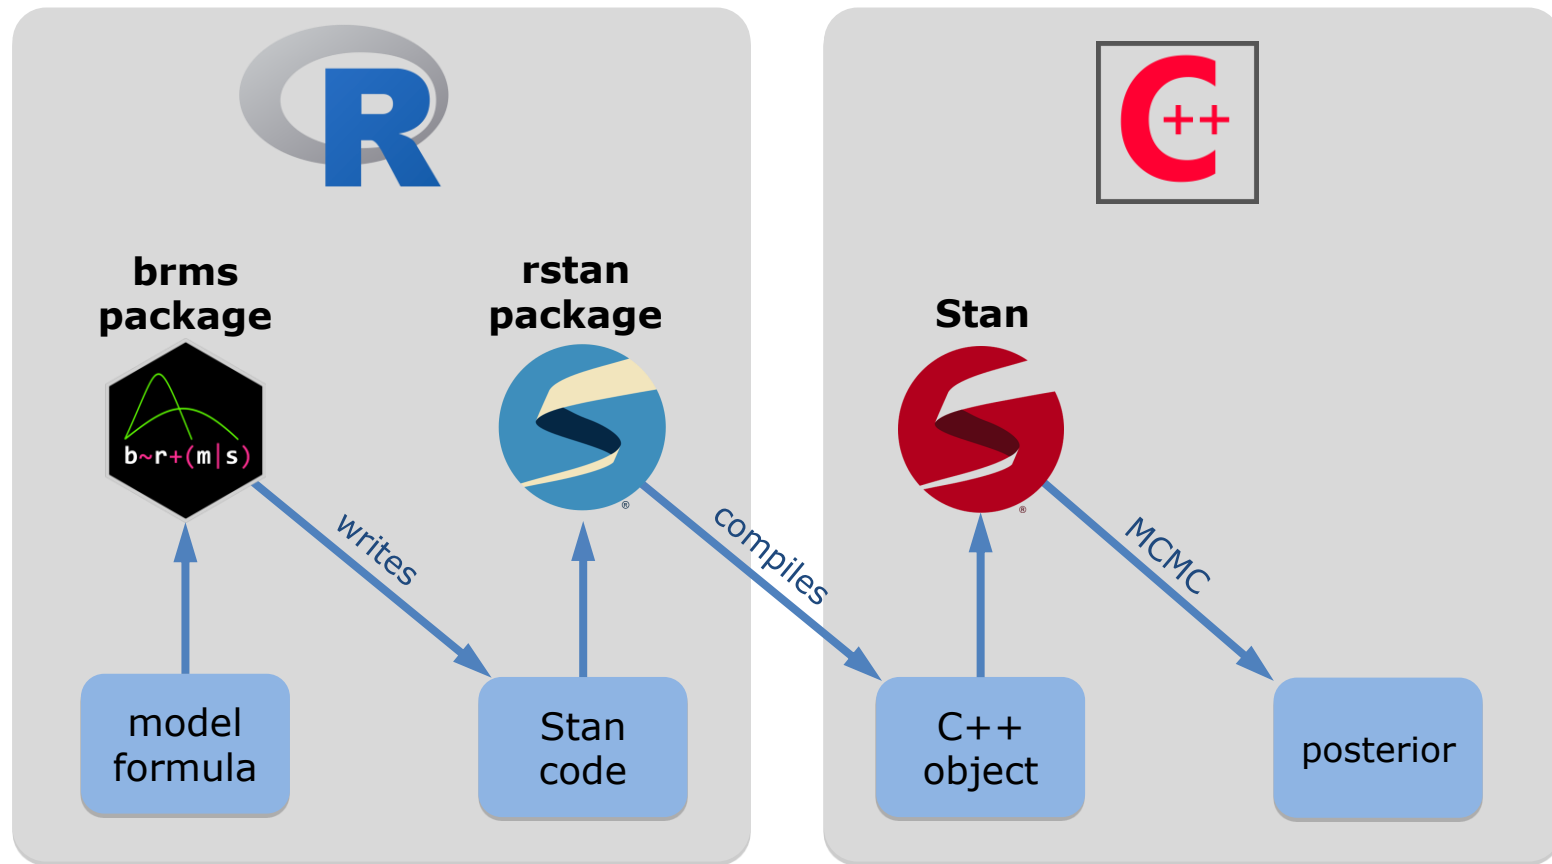 R
C++
brms
package
rstan
package
Stan
b~r+(m|s)
®
®
writes
compiles
MCMC
model
formula
Stan
code
C++
object
posterior